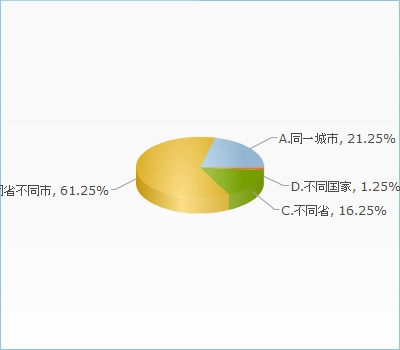 A.同一城市, 21.25%
D.不同国家, 1.25%
省不同市, 61.25%
C.不同省, 16.25%